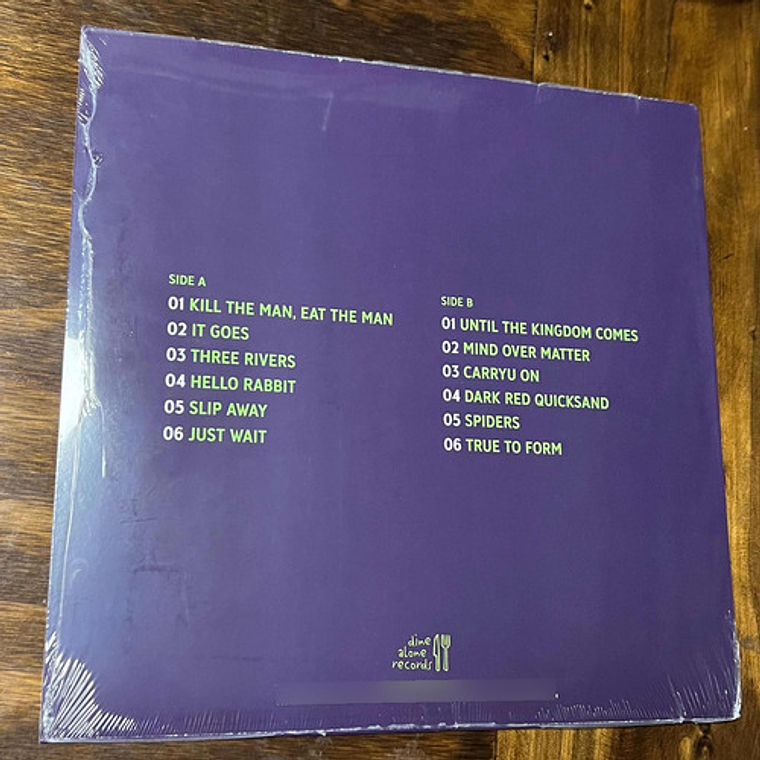 SIDE A
01 KILL THE MAN, EAT THE MAN
02 IT GOES
03 THREE RIVERS
04 HELLO RABBIT
05 SLIP AWAY
06 JUST WAIT
SIDE B
01 UNTIL THE KINGDOM COMES
02 MIND OVER MATTER
03 CARRYU ON
04 DARK RED QUICKSAND
05 SPIDERS
06 TRUE TO FORM
dine
alone
records